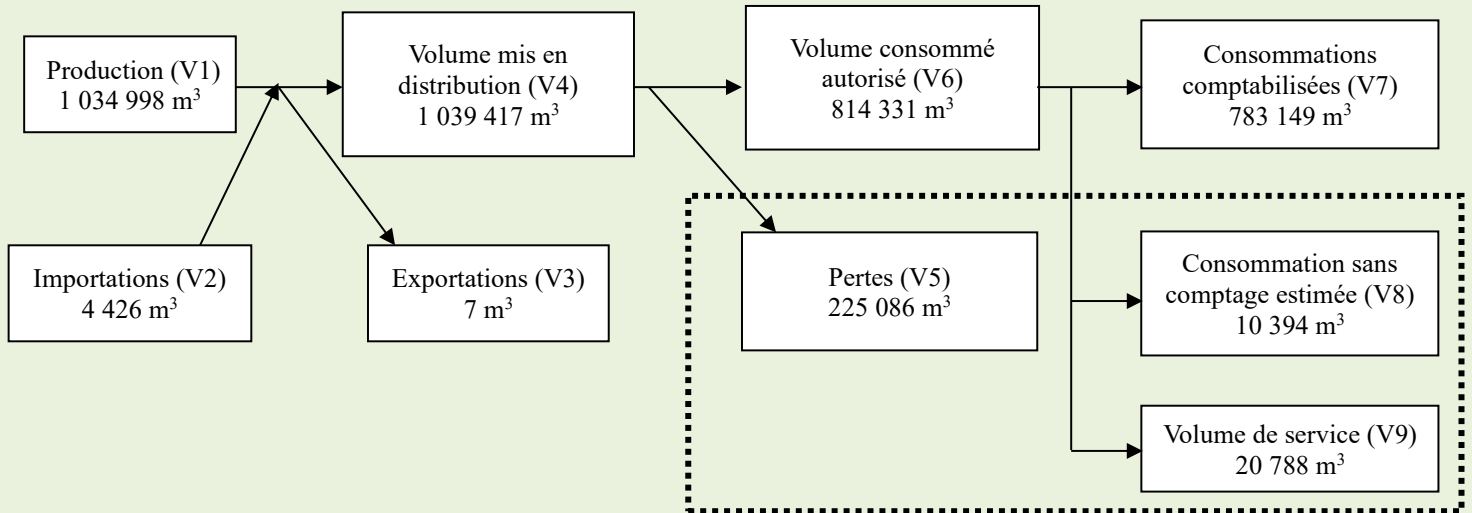 Production (V1)
1 034 998 m³
Volume mis en
distribution (V4)
1 039 417 m³
Volume consommé
autorisé (V6)
814 331 m³
Consommations
comptabilisées (V7)
783 149 m³
Importations (V2)
4 426 m³
Exportations (V3)
7 m³
Pertes (V5)
225 086 m³
Consommation sans
comptage estimée (V8)
10 394 m³
Volume de service (V9)
20 788 m³